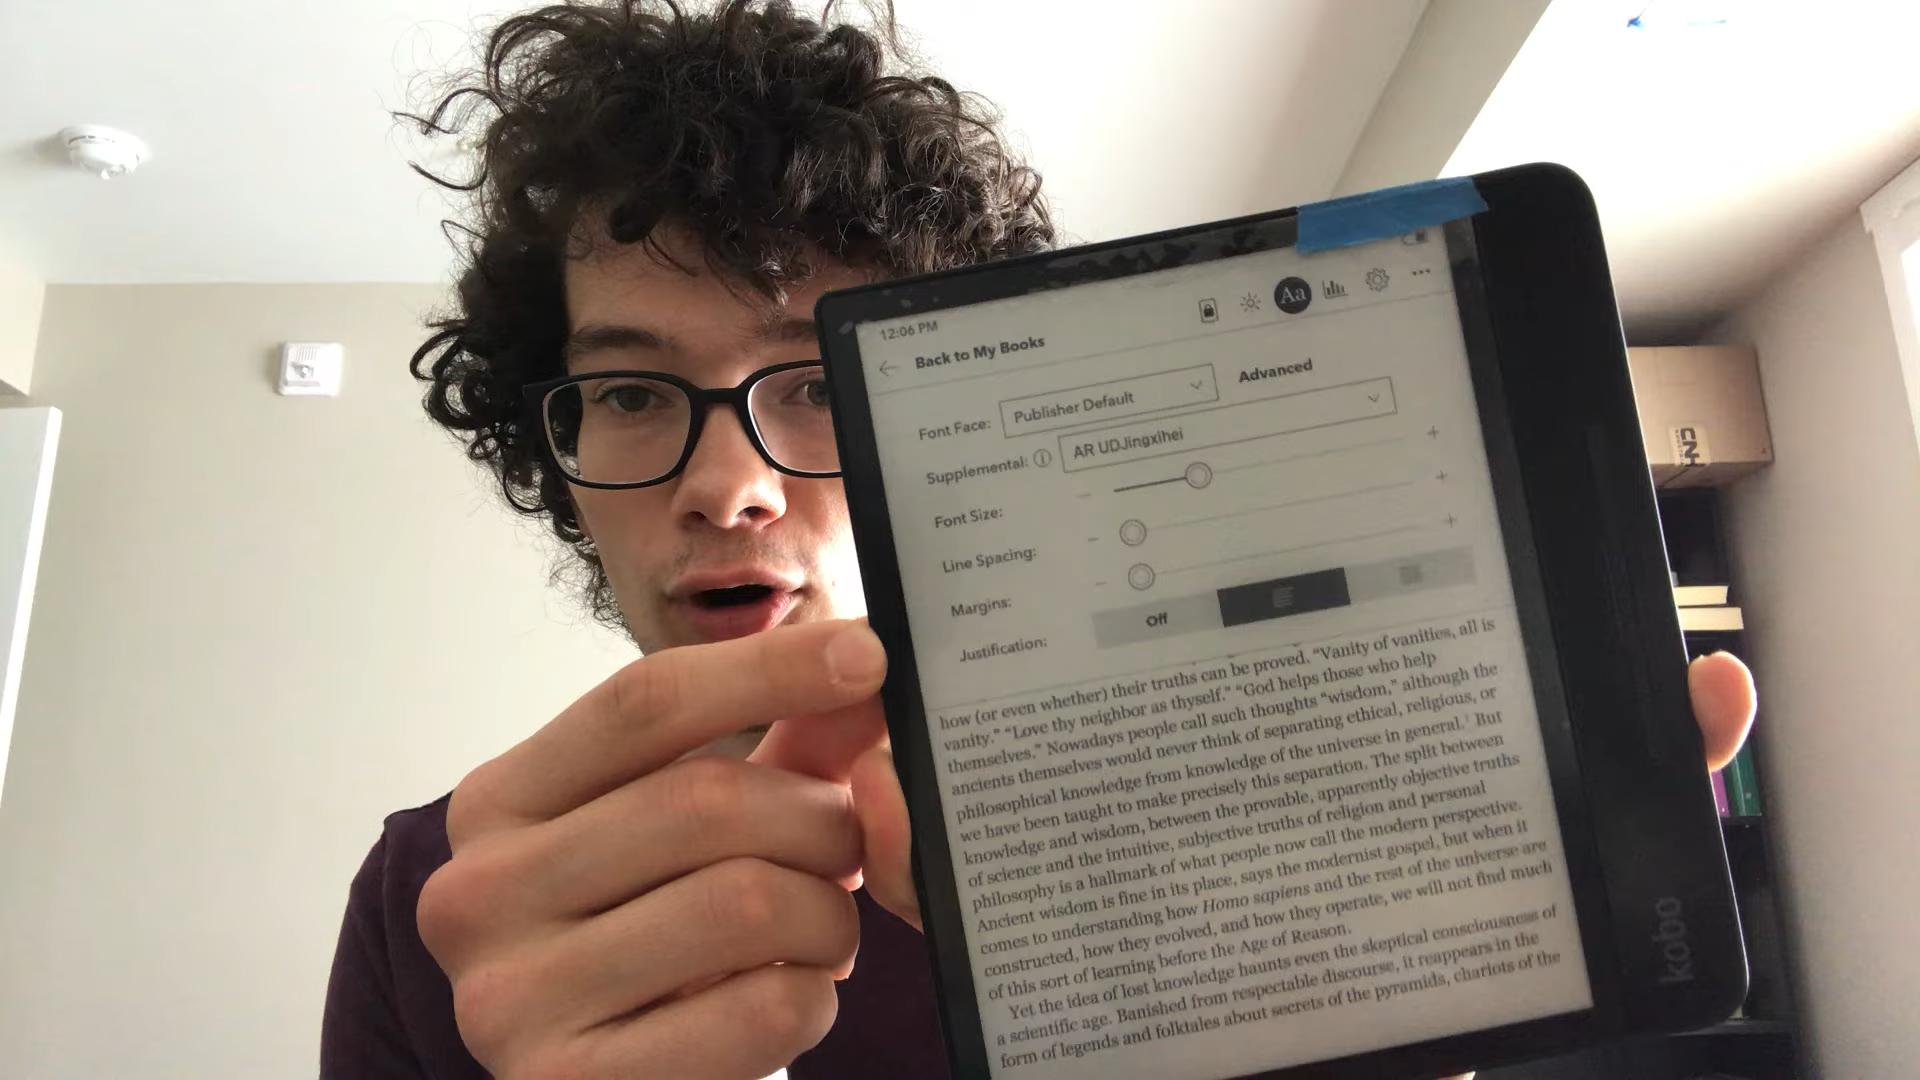 12:06 PM
Aa
Back to My Books
Font Face:
Publisher Default
Advanced
Supplemental:
AR UDJingxihei
Font Size:
Line Spacing:
Margins:
Justification:
Off
how (or even whether) their truths can be proved. “Vanity of vanities, all is
vanity.” “Love thy neighbor as thyself.” “God helps those who help
themselves.” Nowadays people call such thoughts “wisdom,” although the
ancients themselves would never think of separating ethical, religious, or
philosophical knowledge from knowledge of the universe in general.¹ But
we have been taught to make precisely this separation. The split between
knowledge and wisdom, between the provable, apparently objective truths
of science and the intuitive, subjective truths of religion and personal
philosophy is a hallmark of what people now call the modern perspective.
Ancient wisdom is fine in its place, says the modernist gospel, but when it
comes to understanding how Homo sapiens and the rest of the universe are
constructed, how they evolved, and how they operate, we will not find much
of this sort of learning before the Age of Reason.
Yet the idea of lost knowledge haunts even the skeptical consciousness of
a scientific age. Banished from respectable discourse, it reappears in the
form of legends and folktales about secrets of the pyramids, chariots of the
kobo